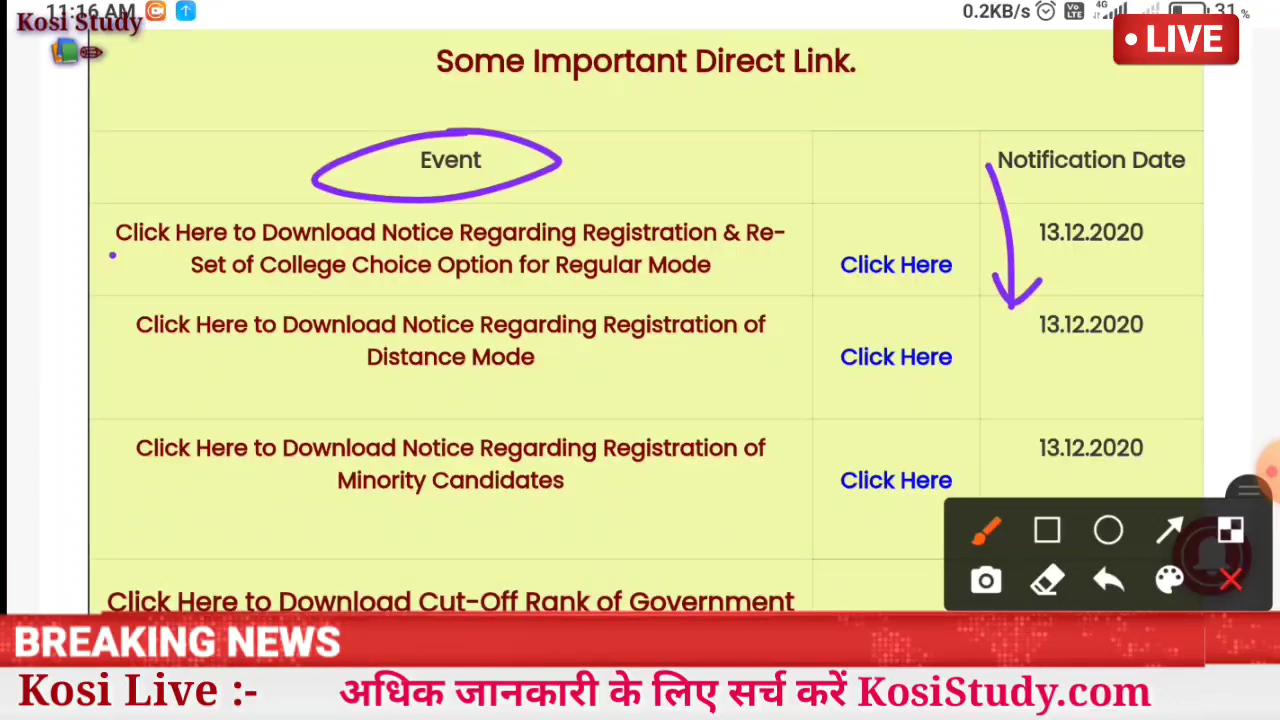 11:16 AM
0.2KB/s Vo LTE 4G 31%
Kosi Study
• LIVE
Some Important Direct Link.
Event
Notification Date
Click Here to Download Notice Regarding Registration & Re-
Set of College Choice Option for Regular Mode
Click Here
13.12.2020
Click Here to Download Notice Regarding Registration of
Distance Mode
Click Here
13.12.2020
Click Here to Download Notice Regarding Registration of
Minority Candidates
Click Here
13.12.2020
Click Here to Download Cut-Off Rank of Government
BREAKING NEWS
Kosi Live :- अधिक जानकारी के लिए सर्च करें KosiStudy.com